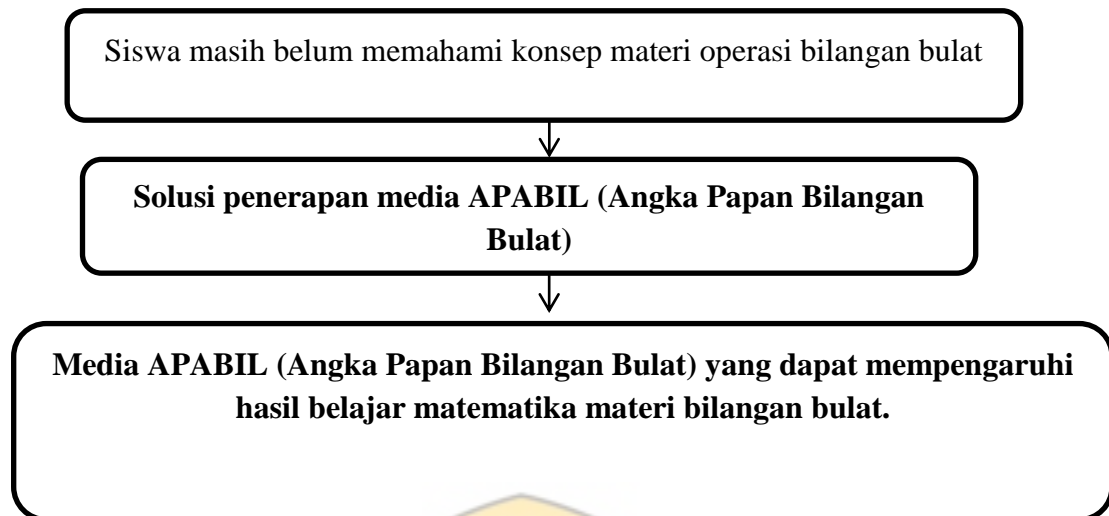 Siswa masih belum memahami konsep materi operasi bilangan bulat
Solusi penerapan media APABIL (Angka Papan Bilangan
Bulat)
Media APABIL (Angka Papan Bilangan Bulat) yang dapat mempengaruhi
hasil belajar matematika materi bilangan bulat.